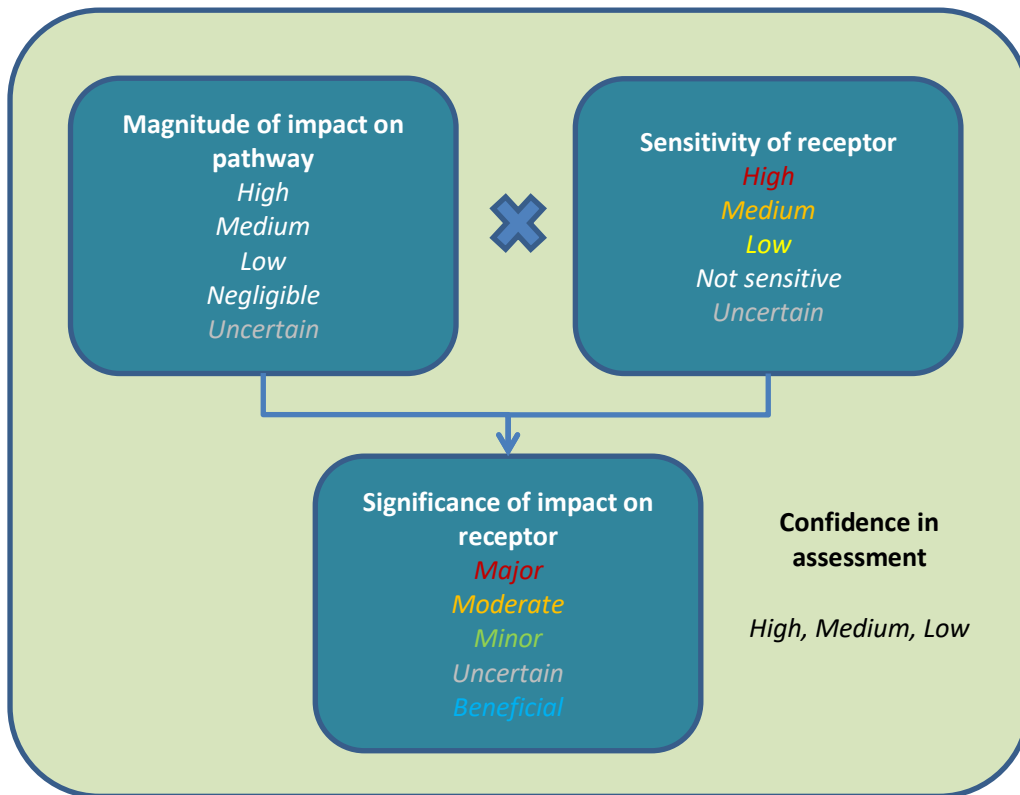 Magnitude of impact on
pathway
High
Medium
Low
Negligible
Uncertain
Sensitivity of receptor
High
Medium
Low
Not sensitive
Uncertain
Significance of impact on
receptor
Major
Moderate
Minor
Uncertain
Beneficial
Confidence in
assessment
High, Medium, Low